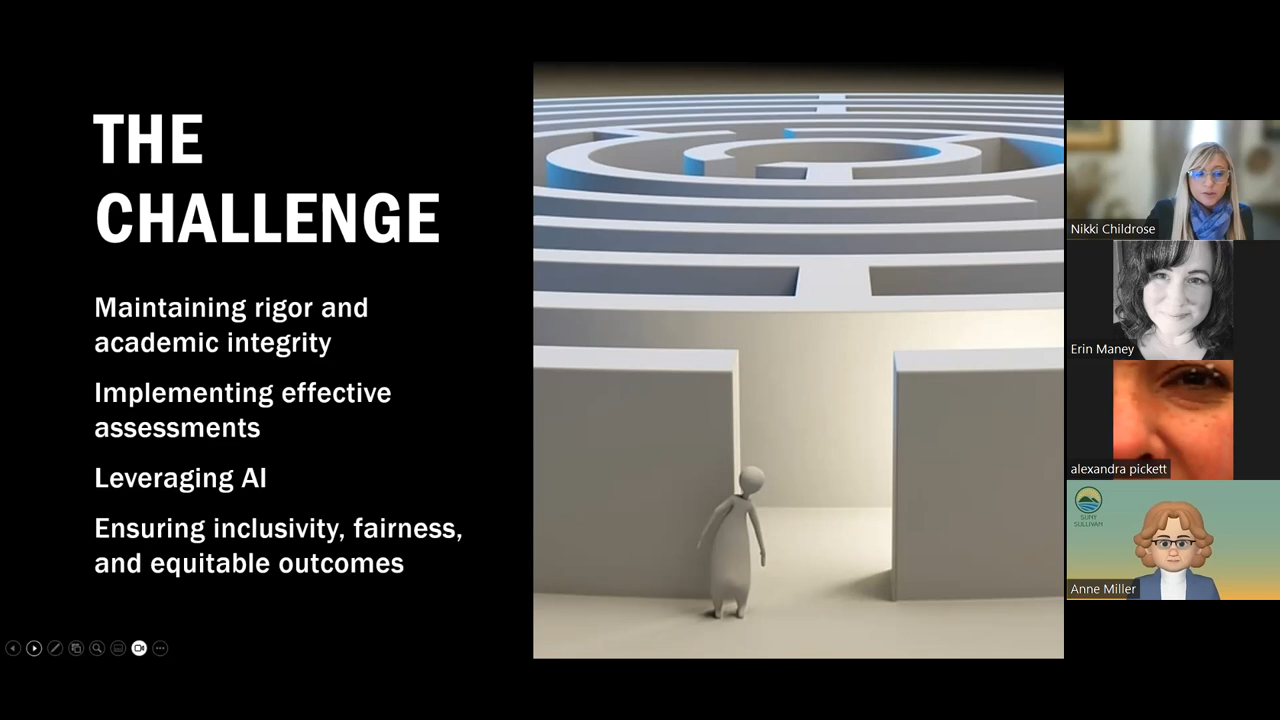 THE
CHALLENGE
Maintaining rigor and
academic integrity
Implementing effective
assessments
Leveraging AI
Ensuring inclusivity, fairness,
and equitable outcomes
Nikki Childrose
Erin Maney
alexandra pickett
SUNY
SULLIVAN
Anne Miller